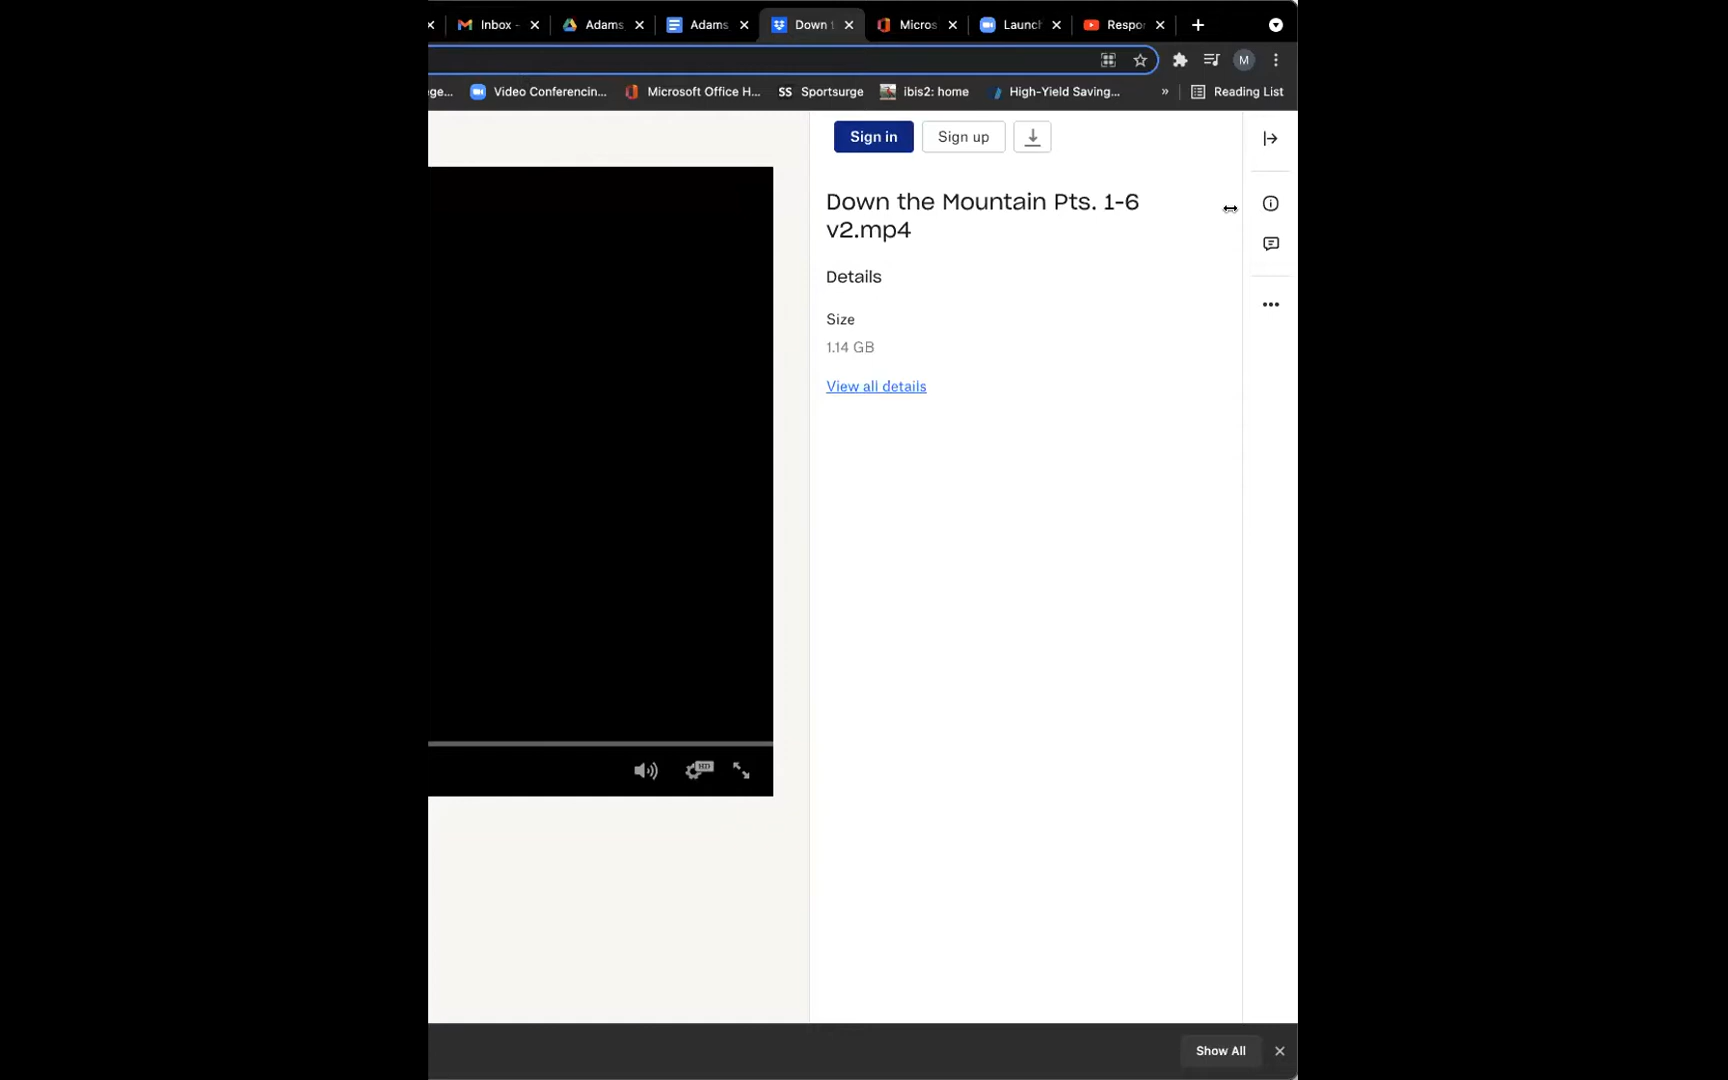 Inbox -
Adams
Adams
Down
Micros
Launch
Respo
M
ge...
Video Conferencin...
Microsoft Office H...
SS Sportsurge
ibis2: home
High-Yield Saving...
»
Reading List
Sign in
Sign up
Down the Mountain Pts. 1-6
v2.mp4
Details
Size
1.14 GB
View all details
HD
Show All